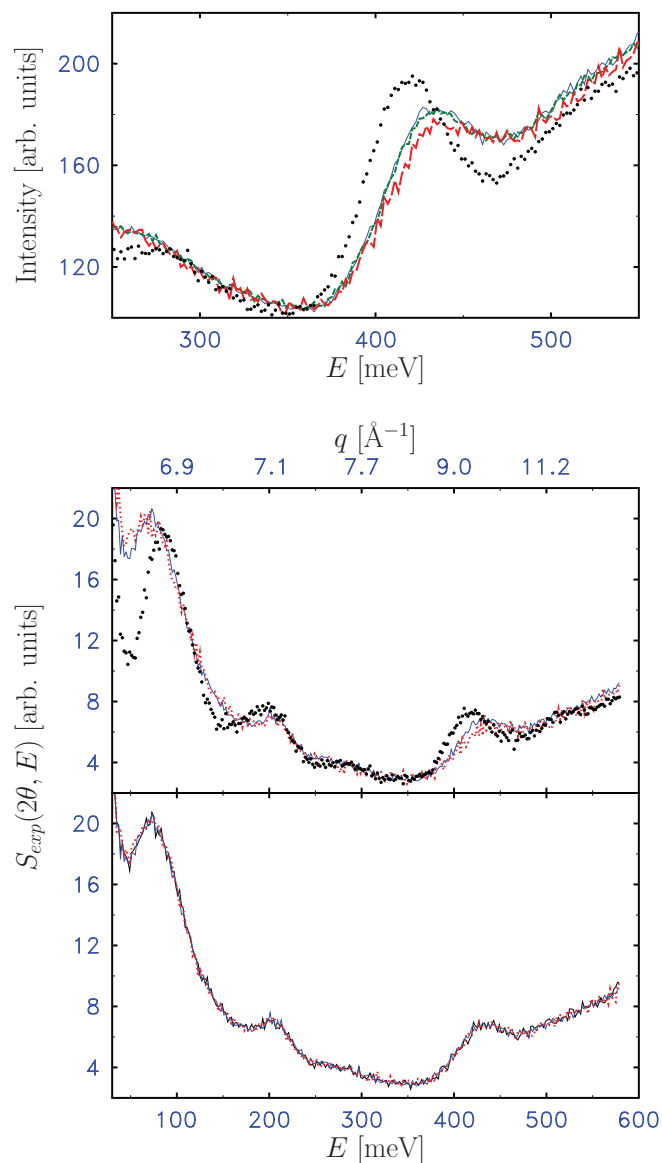 200
160
120
Intensity [arb. units]
300 400 500
E [meV]
q [Å⁻¹]
6.9 7.1 7.7 9.0 11.2
20
16
12
8
4
20
16
12
8
4
S_exp(2θ, E) [arb. units]
100 200 300 400 500 600
E [meV]